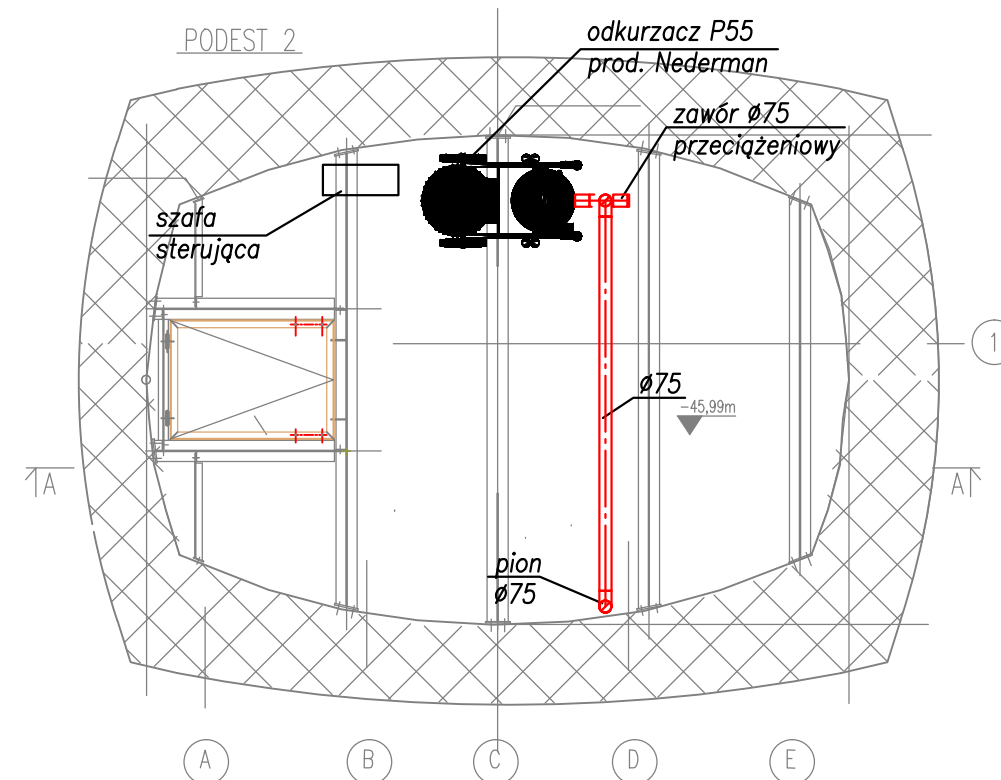 PODEST 2
odkurzacz P55
prod. Nederman
zawór ø75
przeciążeniowy
szafa
sterująca
1
ø75
-45,99m
A
A
pion
ø75
A
B
C
D
E